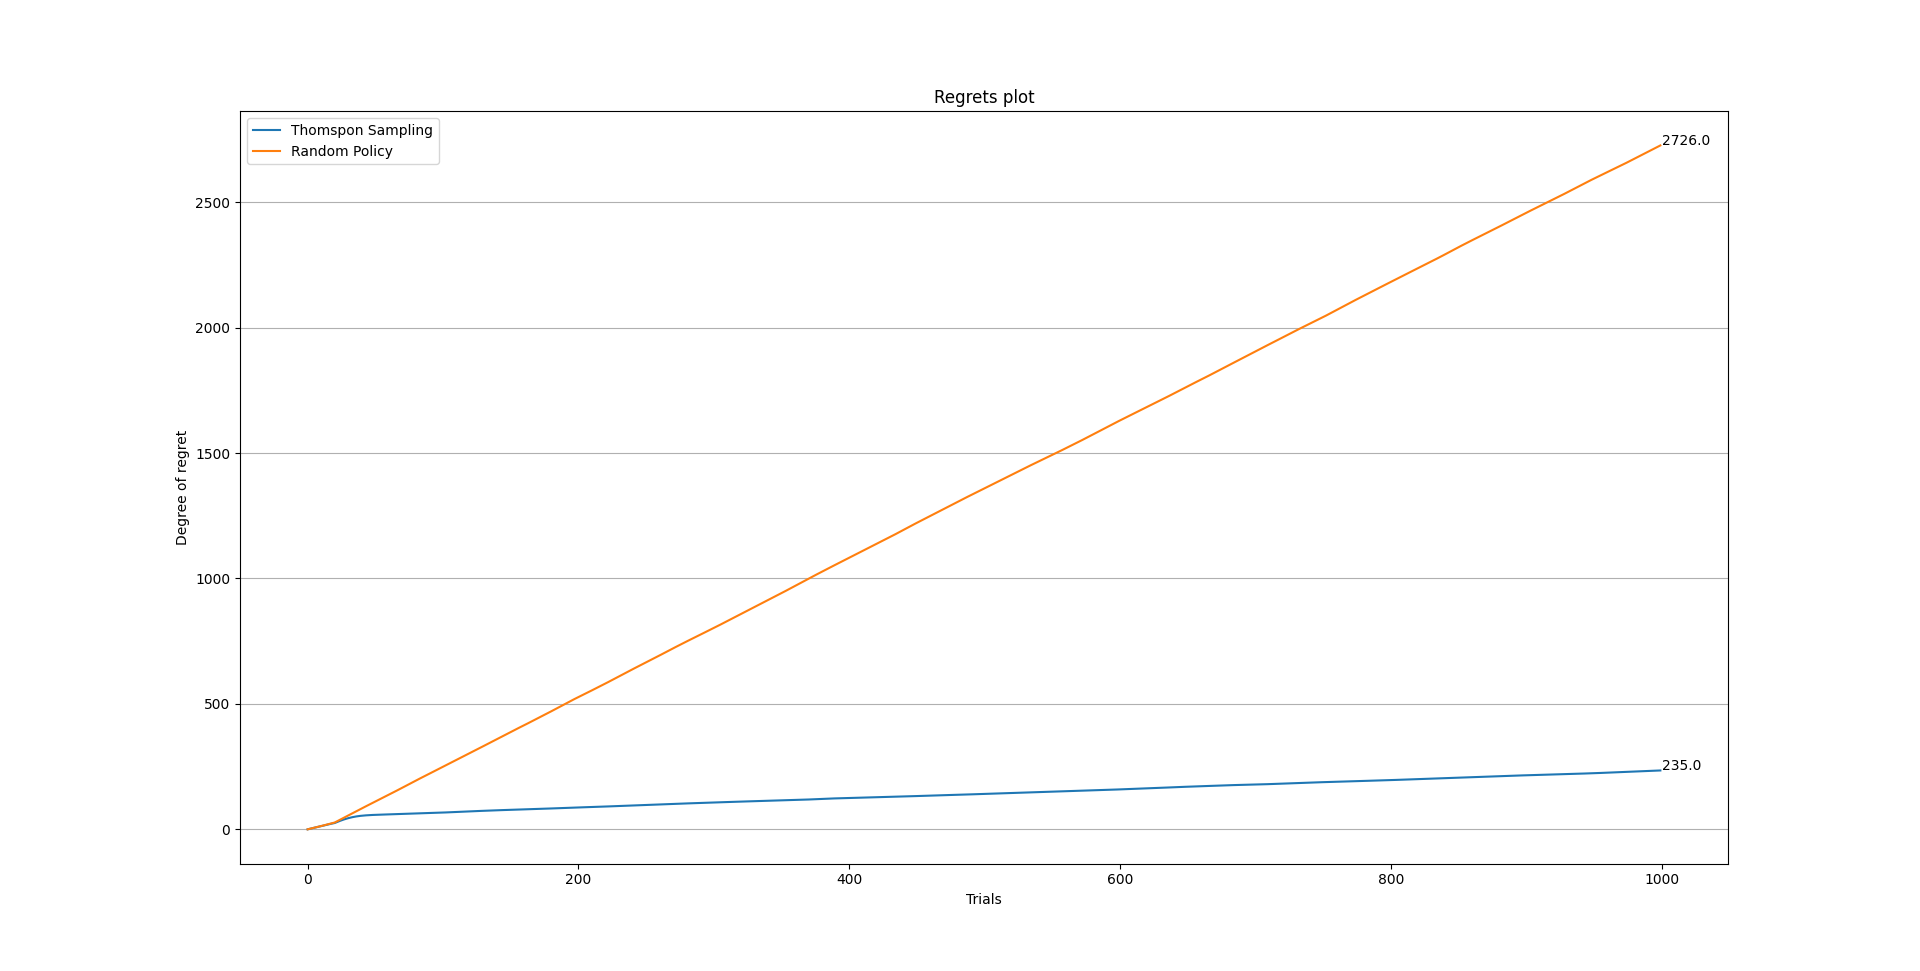 Regrets plot
Thomspon Sampling
Random Policy
2726.0
235.0
2500
2000
1500
1000
500
0
Degree of regret
0 200 400 600 800 1000
Trials